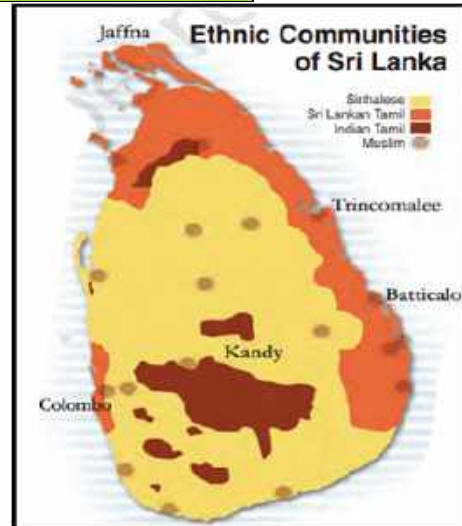 Jaffna
Ethnic Communities
of Sri Lanka
Sinhalese
Sri Lankan Tamil
Indian Tamil
Muslim
Trincomalee
Batticalo
Kandy
Colombo